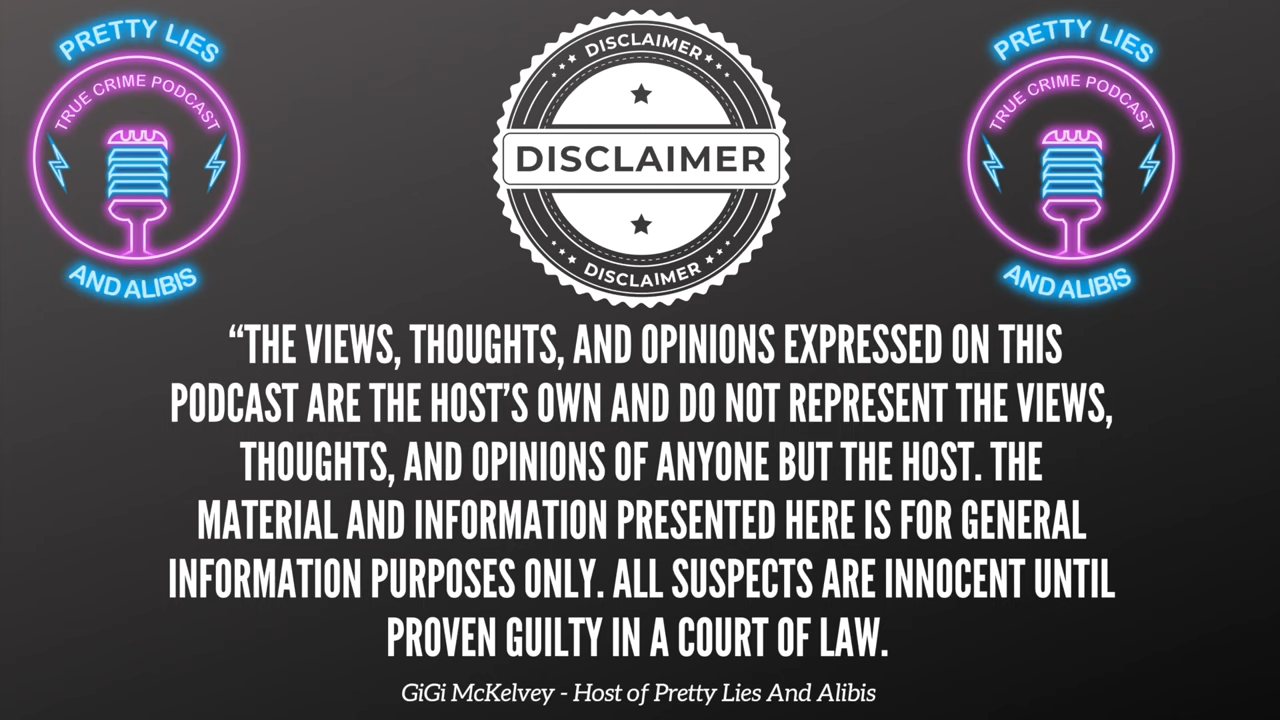 PRETTY LIES
TRUE CRIME PODCAST
AND ALIBIS
DISCLAIMER
DISCLAIMER
DISCLAIMER
PRETTY LIES
TRUE CRIME PODCAST
AND ALIBIS
“THE VIEWS, THOUGHTS, AND OPINIONS EXPRESSED ON THIS
PODCAST ARE THE HOST’S OWN AND DO NOT REPRESENT THE VIEWS,
THOUGHTS, AND OPINIONS OF ANYONE BUT THE HOST. THE
MATERIAL AND INFORMATION PRESENTED HERE IS FOR GENERAL
INFORMATION PURPOSES ONLY. ALL SUSPECTS ARE INNOCENT UNTIL
PROVEN GUILTY IN A COURT OF LAW.
GiGi McKelvey - Host of Pretty Lies And Alibis